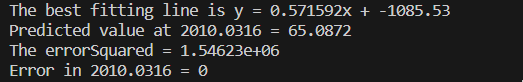 The best fitting line is y = 0.571592x + -1085.53
Predicted value at 2010.0316 = 65.0872
The errorSquared = 1.54623e+06
Error in 2010.0316 = 0